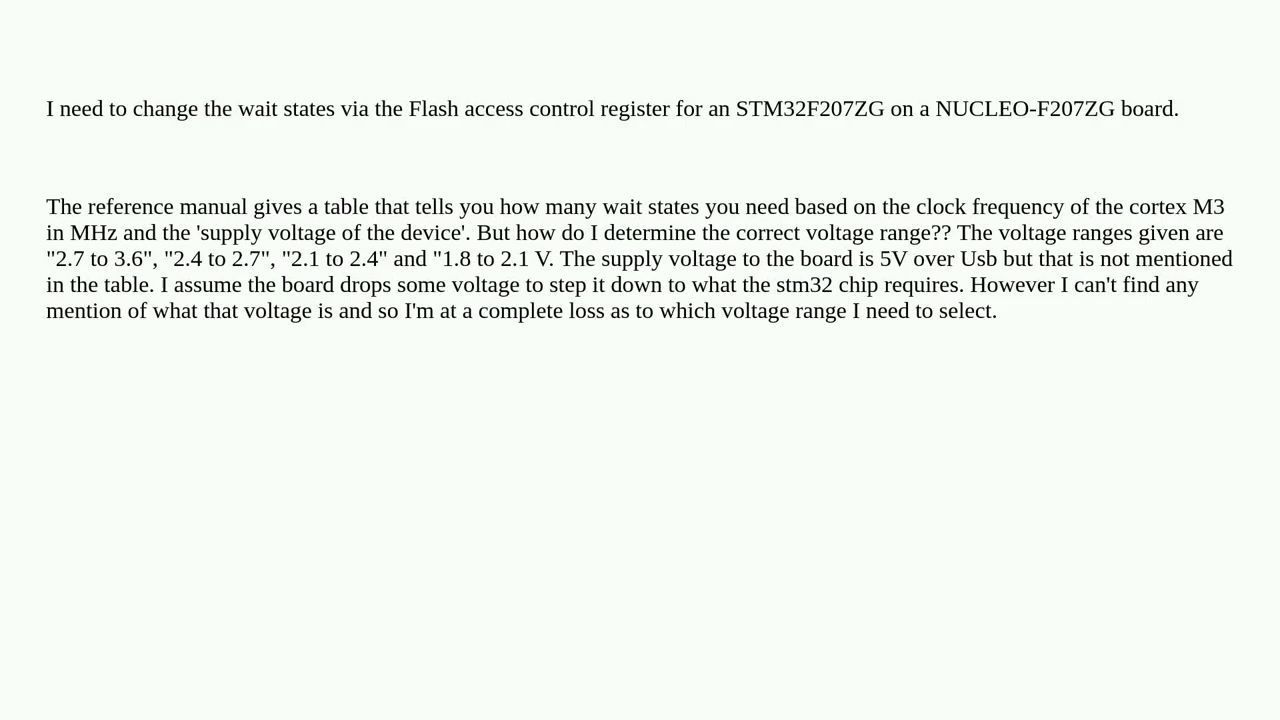 I need to change the wait states via the Flash access control register for an STM32F207ZG on a NUCLEO-F207ZG board.
The reference manual gives a table that tells you how many wait states you need based on the clock frequency of the cortex M3
in MHz and the 'supply voltage of the device'. But how do I determine the correct voltage range?? The voltage ranges given are
"2.7 to 3.6", "2.4 to 2.7", "2.1 to 2.4" and "1.8 to 2.1 V. The supply voltage to the board is 5V over Usb but that is not mentioned
in the table. I assume the board drops some voltage to step it down to what the stm32 chip requires. However I can't find any
mention of what that voltage is and so I'm at a complete loss as to which voltage range I need to select.